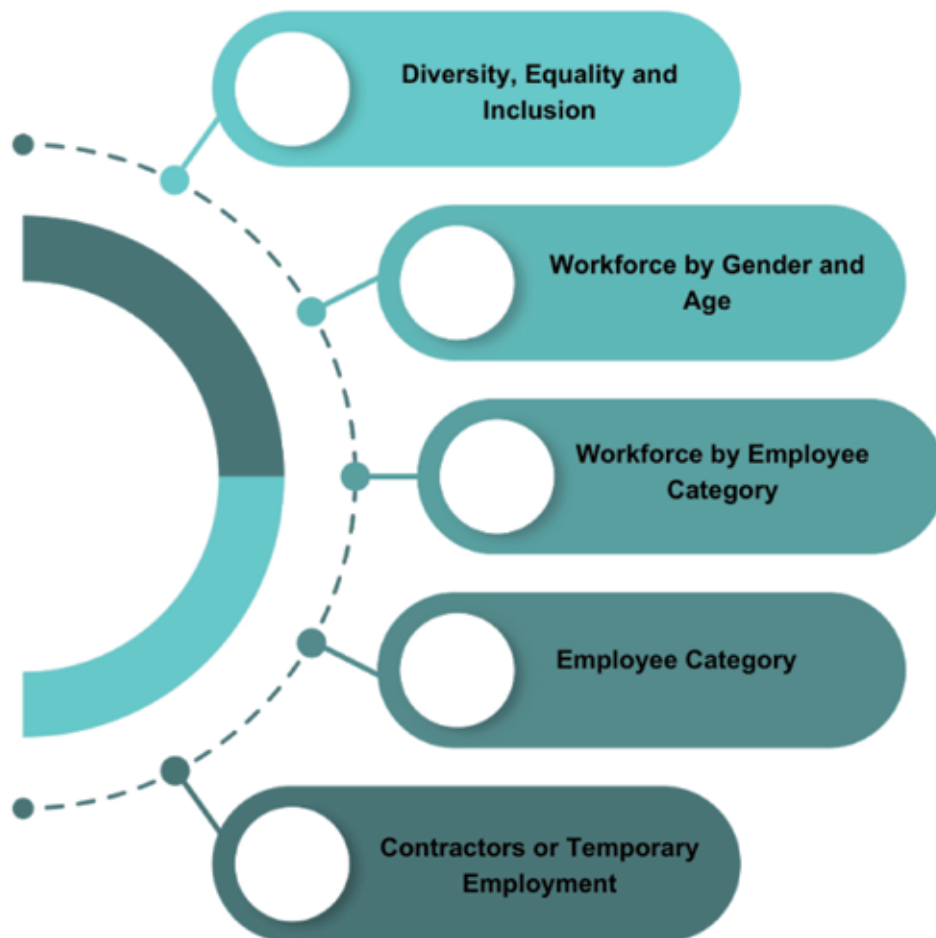 Diversity, Equality and
Inclusion
Workforce by Gender and
Age
Workforce by Employee
Category
Employee Category
Contractors or Temporary
Employment